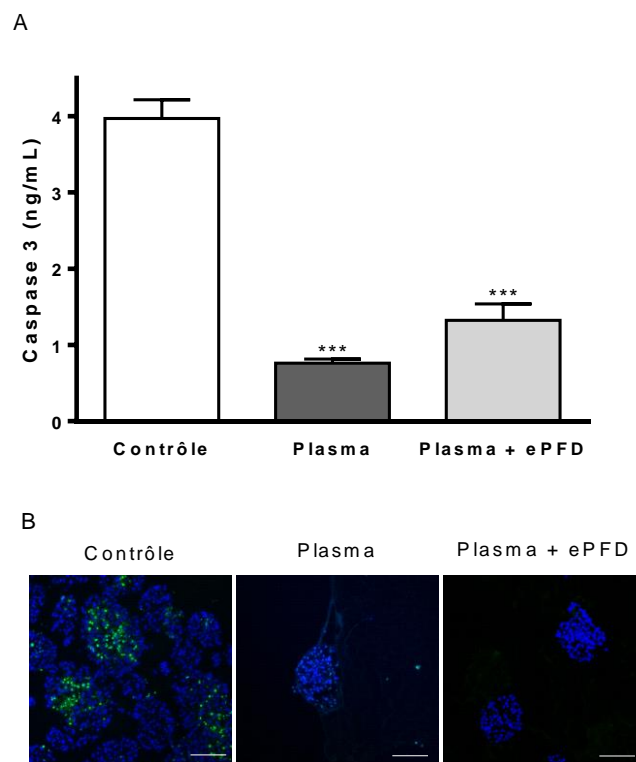 A
Caspase 3 (ng/mL)
4
3
2
1
0
***
***
Contrôle
Plasma
Plasma + ePFD
B
Contrôle
Plasma
Plasma + ePFD